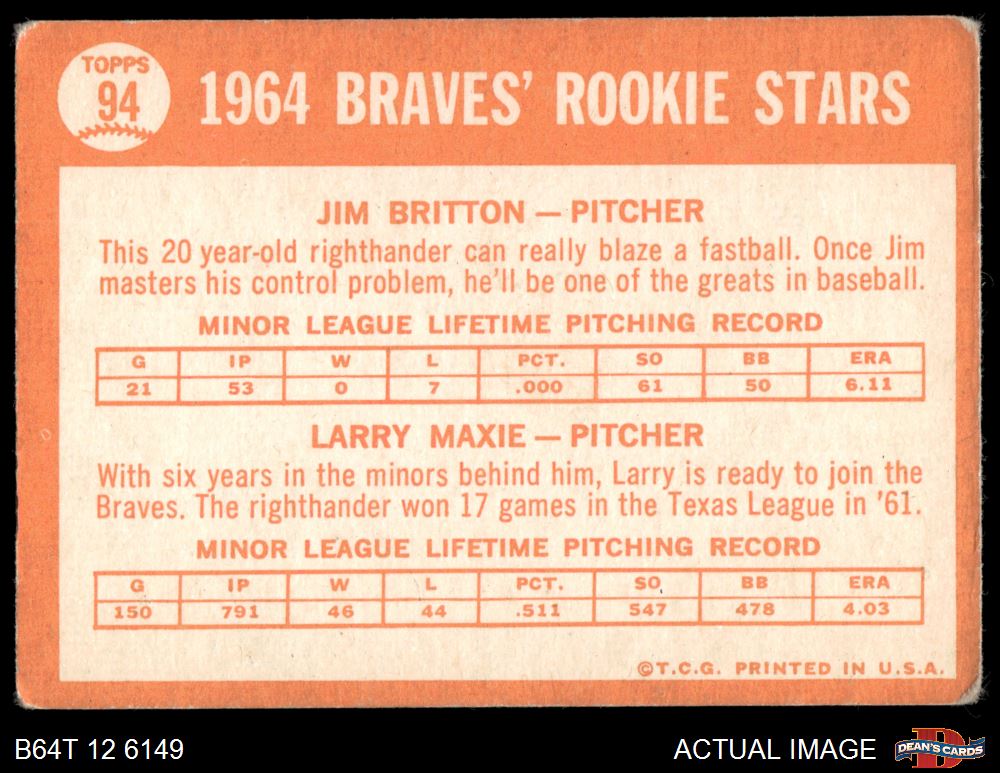 TOPPS
94
1964 BRAVES' ROOKIE STARS
JIM BRITTON — PITCHER
This 20 year-old righthander can really blaze a fastball. Once Jim
masters his control problem, he'll be one of the greats in baseball.
MINOR LEAGUE LIFETIME PITCHING RECORD
G IP W L PCT. SO BB ERA
21 53 0 7 .000 61 50 6.11
LARRY MAXIE — PITCHER
With six years in the minors behind him, Larry is ready to join the
Braves. The righthander won 17 games in the Texas League in '61.
MINOR LEAGUE LIFETIME PITCHING RECORD
G IP W L PCT. SO BB ERA
150 791 46 44 .511 547 478 4.03
©T.C.G. PRINTED IN U.S.A.
B64T 12 6149
ACTUAL IMAGE
D
DEAN'S CARDS